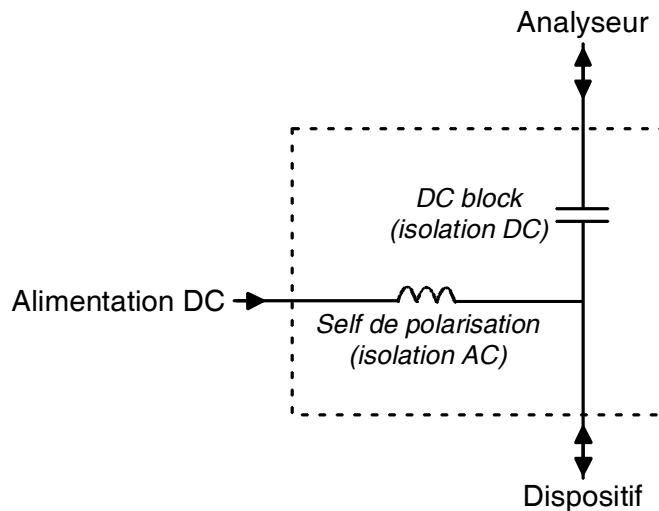 Analyseur
DC block
(isolation DC)
Alimentation DC
Self de polarisation
(isolation AC)
Dispositif